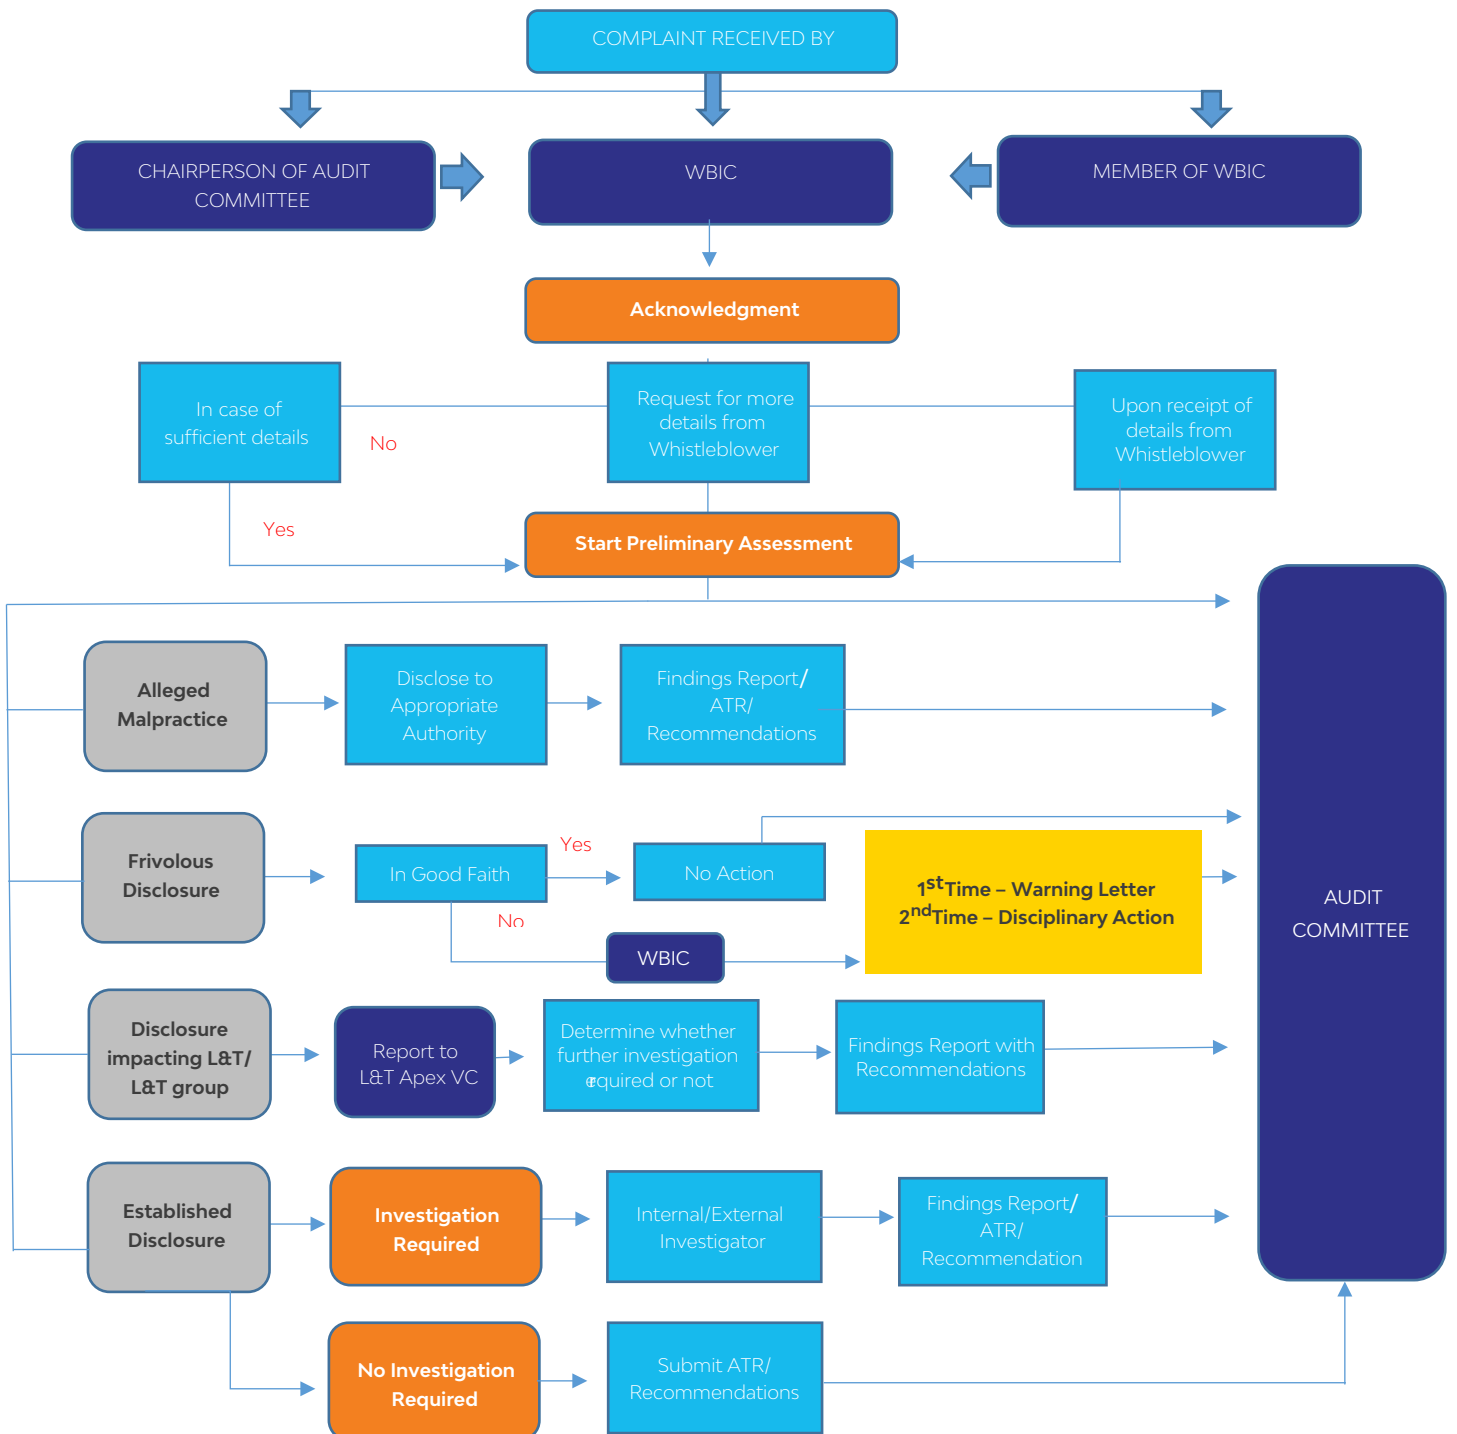 COMPLAINT RECEIVED BY
CHAIRPERSON OF AUDIT
COMMITTEE
WBIC
MEMBER OF WBIC
Acknowledgment
In case of
sufficient details
No
Request for more
details from
Whistleblower
Upon receipt of
details from
Whistleblower
Yes
Start Preliminary Assessment
Alleged
Malpractice
Disclose to
Appropriate
Authority
Findings Report/
ATR/
Recommendations
Frivolous
Disclosure
In Good Faith
Yes
No
No Action
WBIC
1st Time – Warning Letter
2nd Time – Disciplinary Action
AUDIT
COMMITTEE
Disclosure
impacting L&T/
L&T group
Report to
L&T Apex VC
Determine whether
further investigation
required or not
Findings Report with
Recommendations
Established
Disclosure
Investigation
Required
Internal/External
Investigator
Findings Report/
ATR/
Recommendation
No Investigation
Required
Submit ATR/
Recommendations